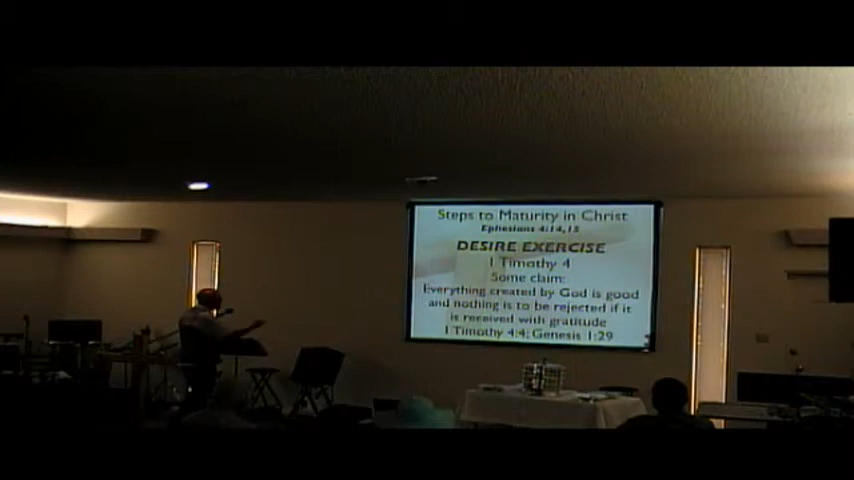 Steps to Maturity in Christ
Ephesians 4:14,15
DESIRE EXERCISE
1 Timothy 4
Some claim:
Everything created by God is good
and nothing is to be rejected if it
is received with gratitude
1 Timothy 4:4; Genesis 1:29